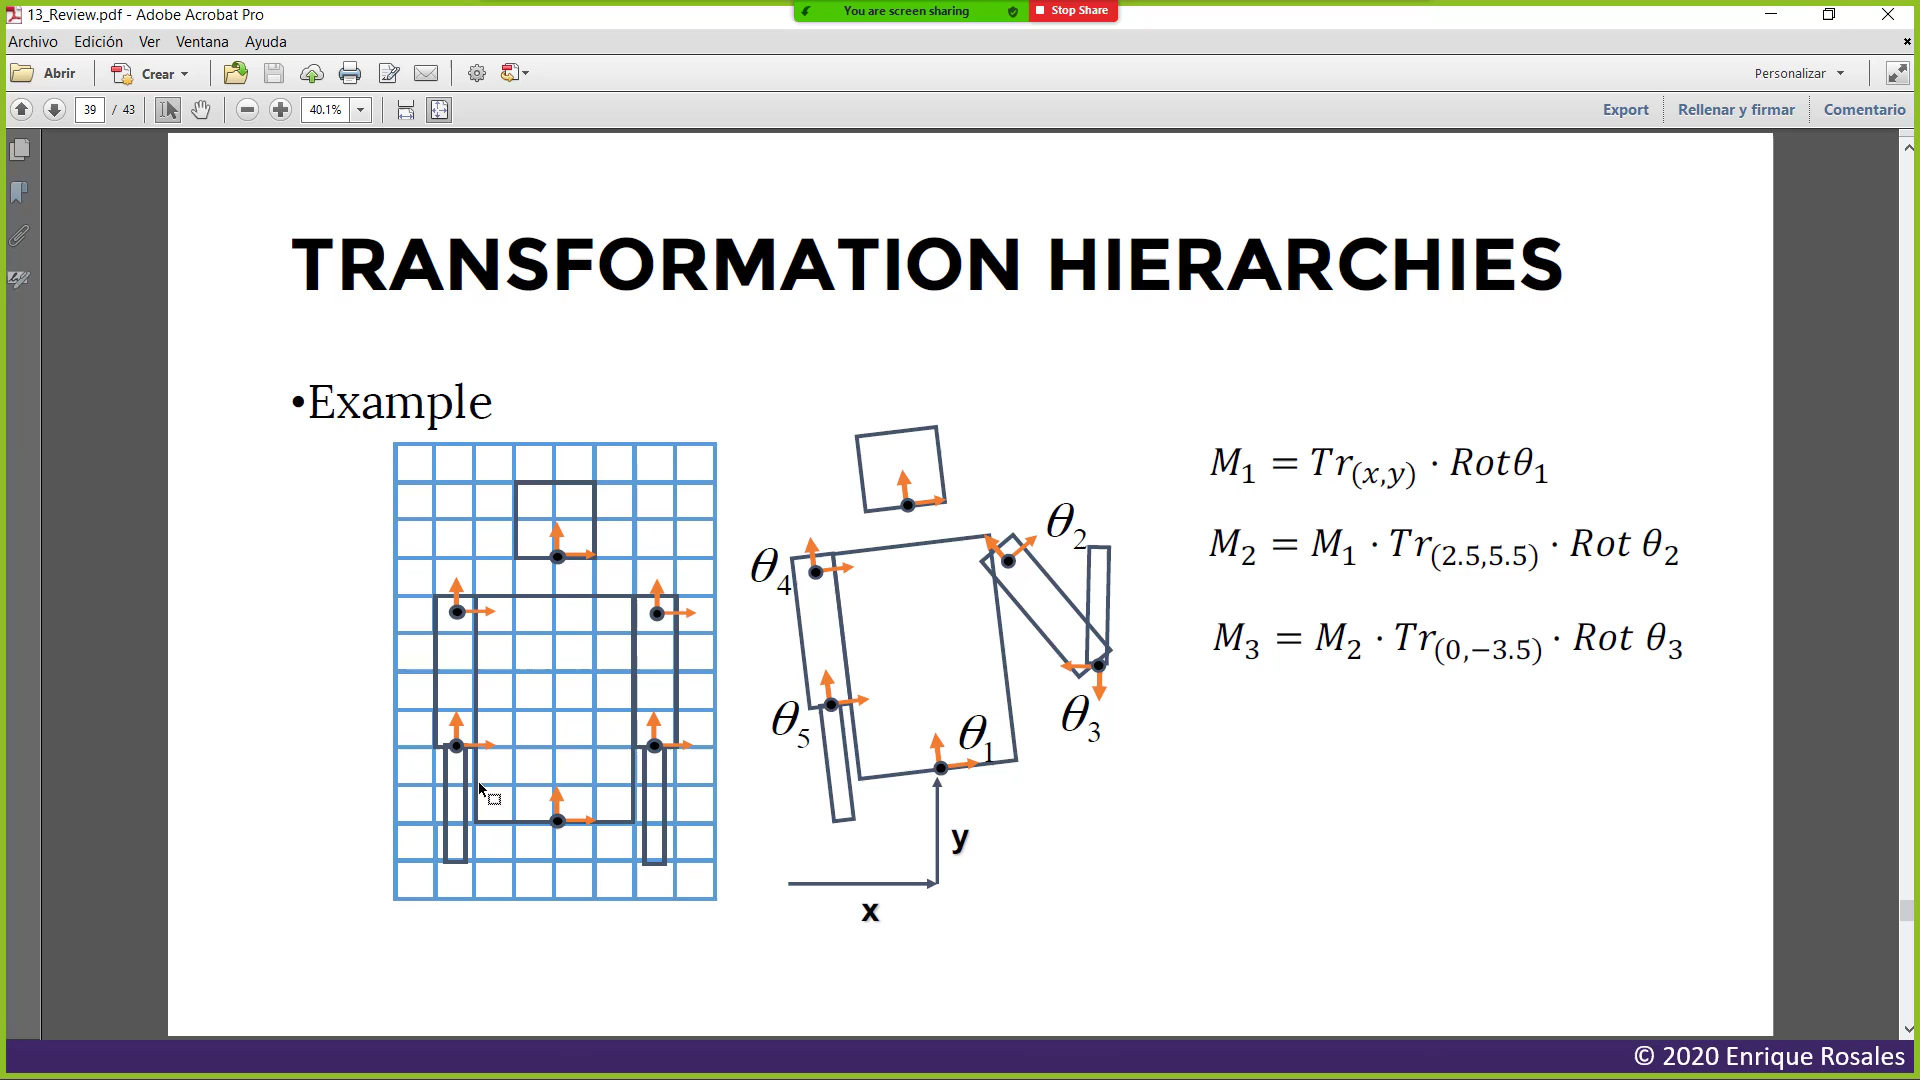 13_Review.pdf - Adobe Acrobat Pro
You are screen sharing
Stop Share
Archivo Edición Ver Ventana Ayuda
Abrir Crear Personalizar
39 / 43 40.1% Export Rellenar y firmar Comentario
TRANSFORMATION HIERARCHIES
•Example
M₁ = Tr₍ₓ,ᵧ₎ · Rotθ₁
M₂ = M₁ · Tr₍₂.₅,₅.₅₎ · Rot θ₂
M₃ = M₂ · Tr₍₀,₋₃.₅₎ · Rot θ₃
θ₂
θ₄
θ₃
θ₅
θ₁
y
x
© 2020 Enrique Rosales